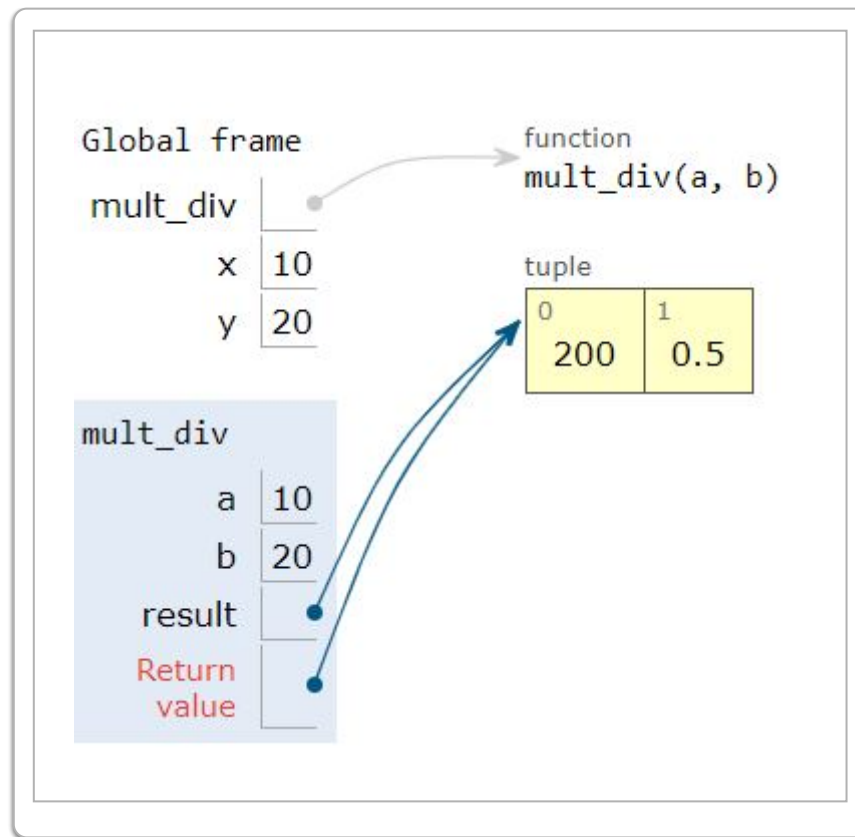 Global frame
mult_div
x 10
y 20
function
mult_div(a, b)
tuple
0 1
200 0.5
mult_div
a 10
b 20
result
Return
value